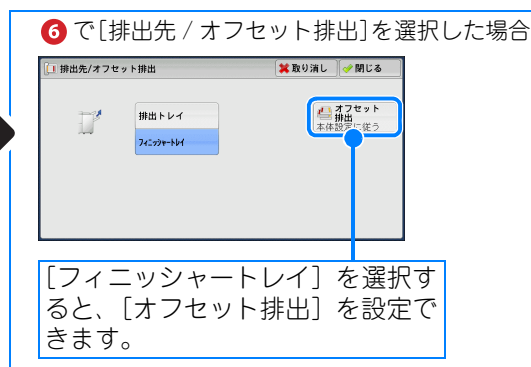 ❻で[排出先 / オフセット排出]を選択した場合
排出先/オフセット排出
取り消し
閉じる
排出トレイ
フィニッシャートレイ
オフセット
排出
本体設定に従う
[フィニッシャートレイ] を選択す
ると、[オフセット排出] を設定で
きます。